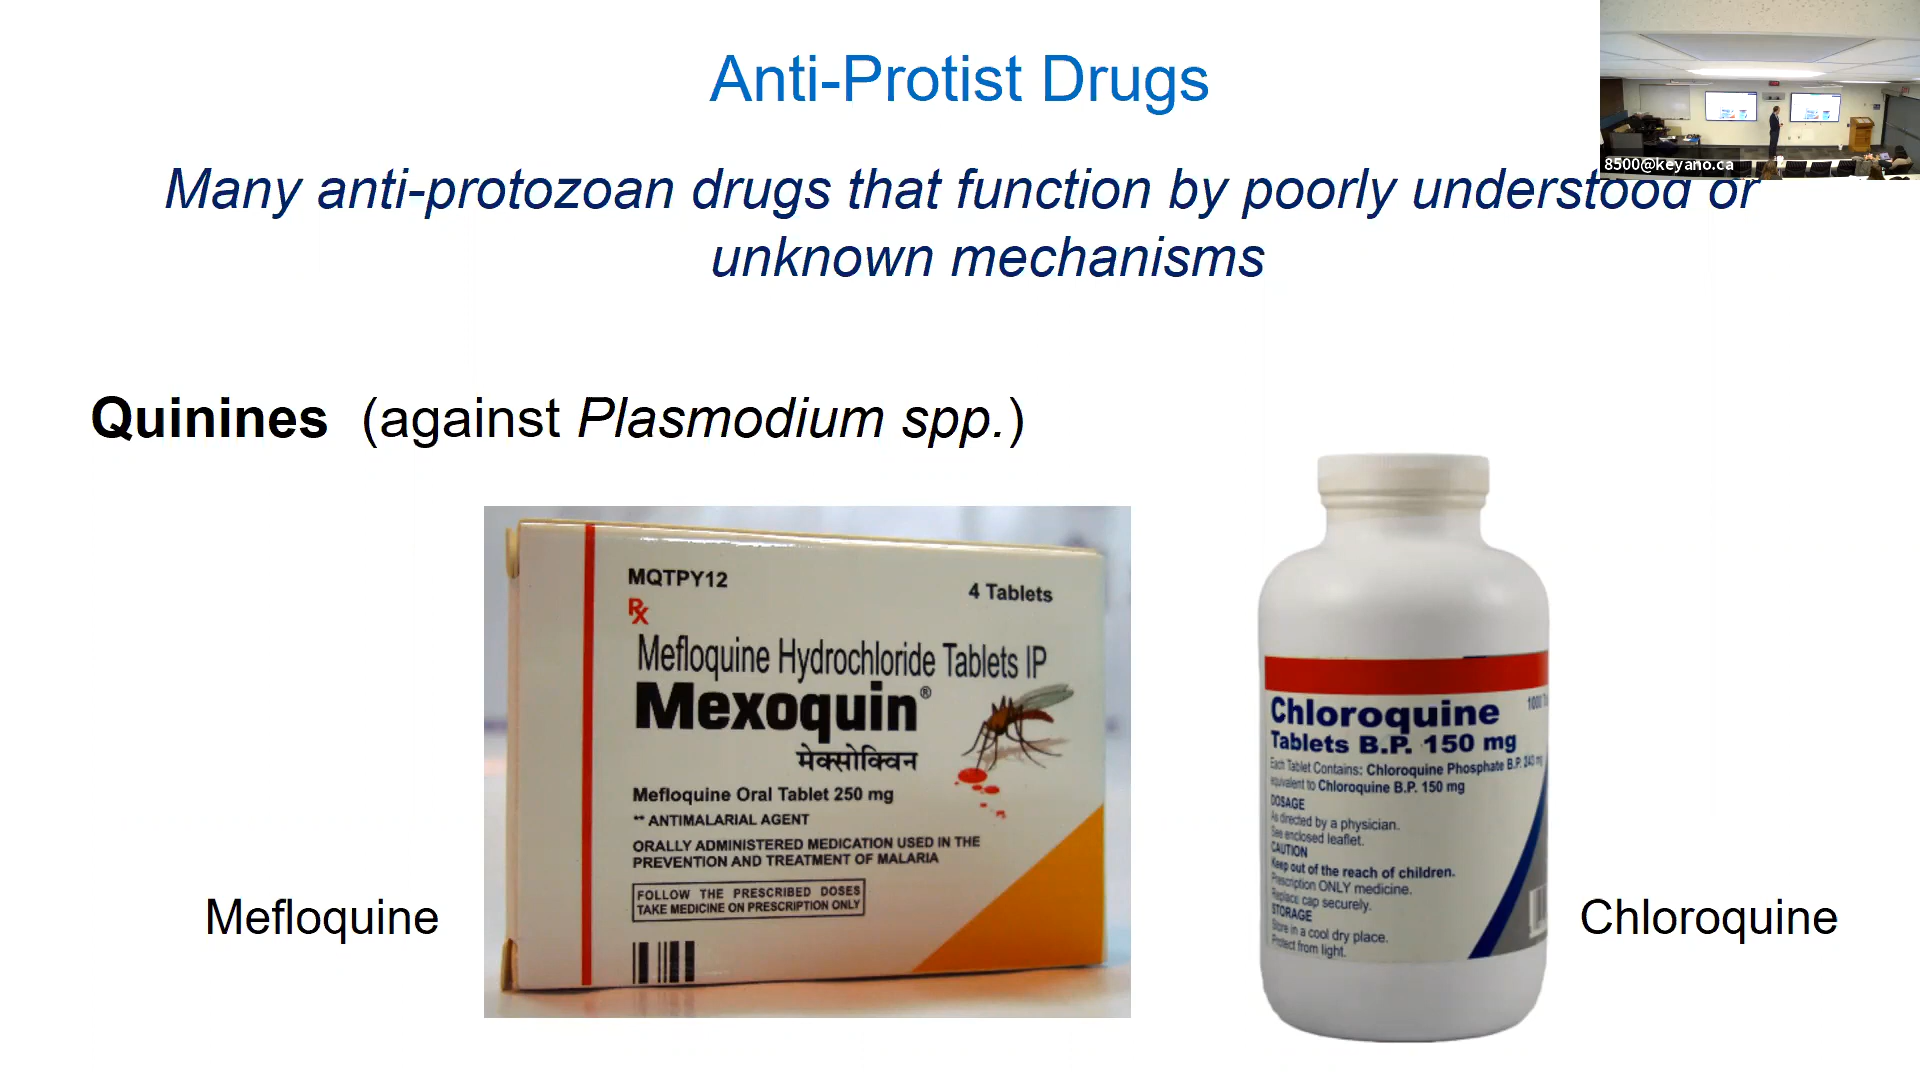 Anti-Protist Drugs
8500@keyano.ca
Many anti-protozoan drugs that function by poorly understood or
unknown mechanisms
Quinines (against Plasmodium spp.)
MQTPY12
4 Tablets
Rx
Mefloquine Hydrochloride Tablets IP
Mexoquin®
मेक्सोक्विन
Mefloquine Oral Tablet 250 mg
** ANTIMALARIAL AGENT
ORALLY ADMINISTERED MEDICATION USED IN THE
PREVENTION AND TREATMENT OF MALARIA
FOLLOW THE PRESCRIBED DOSES
TAKE MEDICINE ON PRESCRIPTION ONLY
Mefloquine
Chloroquine
Tablets B.P. 150 mg
Each Tablet Contains: Chloroquine Phosphate B.P.
equivalent to Chloroquine B.P. 150 mg
DOSAGE
As directed by a physician.
See enclosed leaflet.
CAUTION
Keep out of the reach of children.
Prescription ONLY medicine.
Replace cap securely.
STORAGE
Store in a cool dry place.
Protect from light.
Chloroquine